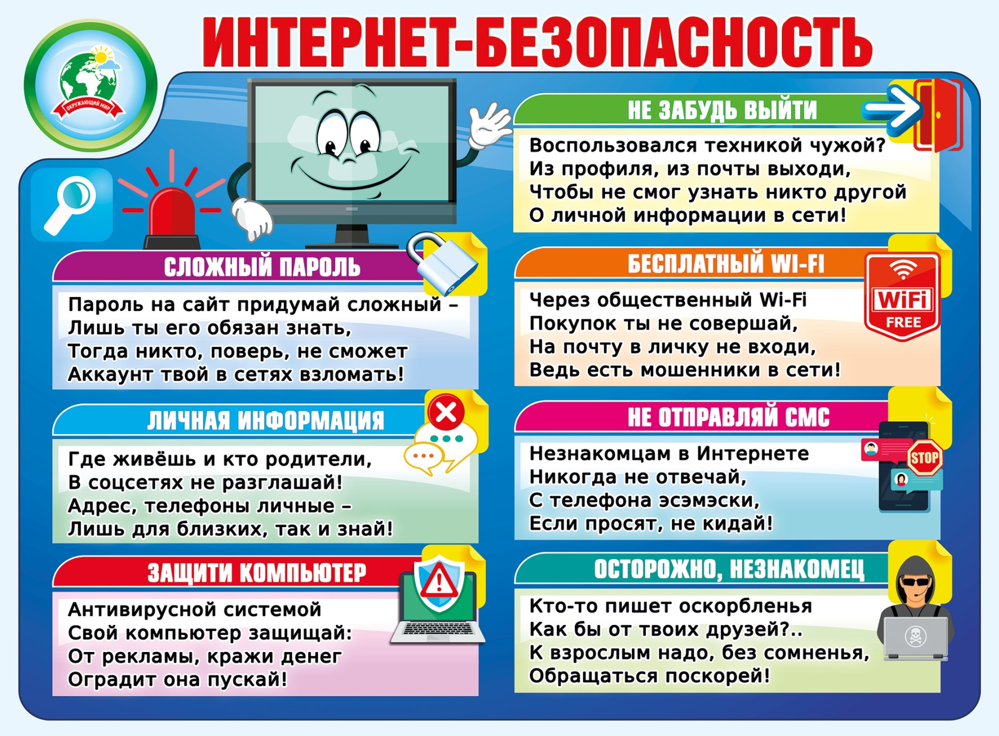 ИНТЕРНЕТ-БЕЗОПАСНОСТЬ
ОКРУЖАЮЩИЙ МИР
СЛОЖНЫЙ ПАРОЛЬ
Пароль на сайт придумай сложный –
Лишь ты его обязан знать,
Тогда никто, поверь, не сможет
Аккаунт твой в сетях взломать!
ЛИЧНАЯ ИНФОРМАЦИЯ
Где живёшь и кто родители,
В соцсетях не разглашай!
Адрес, телефоны личные –
Лишь для близких, так и знай!
ЗАЩИТИ КОМПЬЮТЕР
Антивирусной системой
Свой компьютер защищай:
От рекламы, кражи денег
Оградит она пускай!
НЕ ЗАБУДЬ ВЫЙТИ
Воспользовался техникой чужой?
Из профиля, из почты выходи,
Чтобы не смог узнать никто другой
О личной информации в сети!
БЕСПЛАТНЫЙ WI-FI
WiFi
FREE
Через общественный Wi-Fi
Покупок ты не совершай,
На почту в личку не входи,
Ведь есть мошенники в сети!
НЕ ОТПРАВЛЯЙ СМС
STOP
Незнакомцам в Интернете
Никогда не отвечай,
С телефона эсэмэски,
Если просят, не кидай!
ОСТОРОЖНО, НЕЗНАКОМЕЦ
Кто-то пишет оскорбленья
Как бы от твоих друзей?..
К взрослым надо, без сомненья,
Обращаться поскорей!